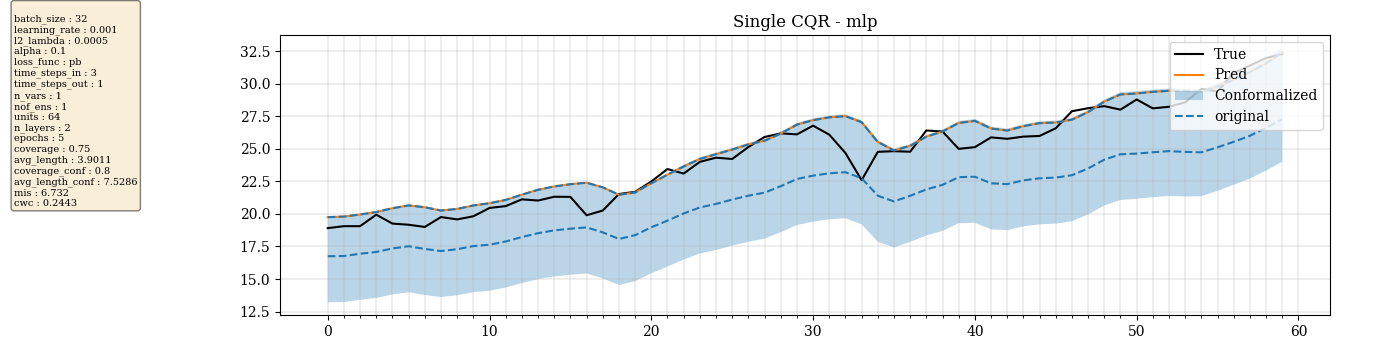 batch_size : 32
learning_rate : 0.001
l2_lambda : 0.0005
alpha : 0.1
loss_func : pb
time_steps_in : 3
time_steps_out : 1
n_vars : 1
nof_ens : 1
units : 64
n_layers : 2
epochs : 5
coverage : 0.75
avg_length : 3.9011
coverage_conf : 0.8
avg_length_conf : 7.5286
mis : 6.732
cwc : 0.2443
Single CQR - mlp
32.5
30.0
27.5
25.0
22.5
20.0
17.5
15.0
12.5
True
Pred
Conformalized
original
0 10 20 30 40 50 60